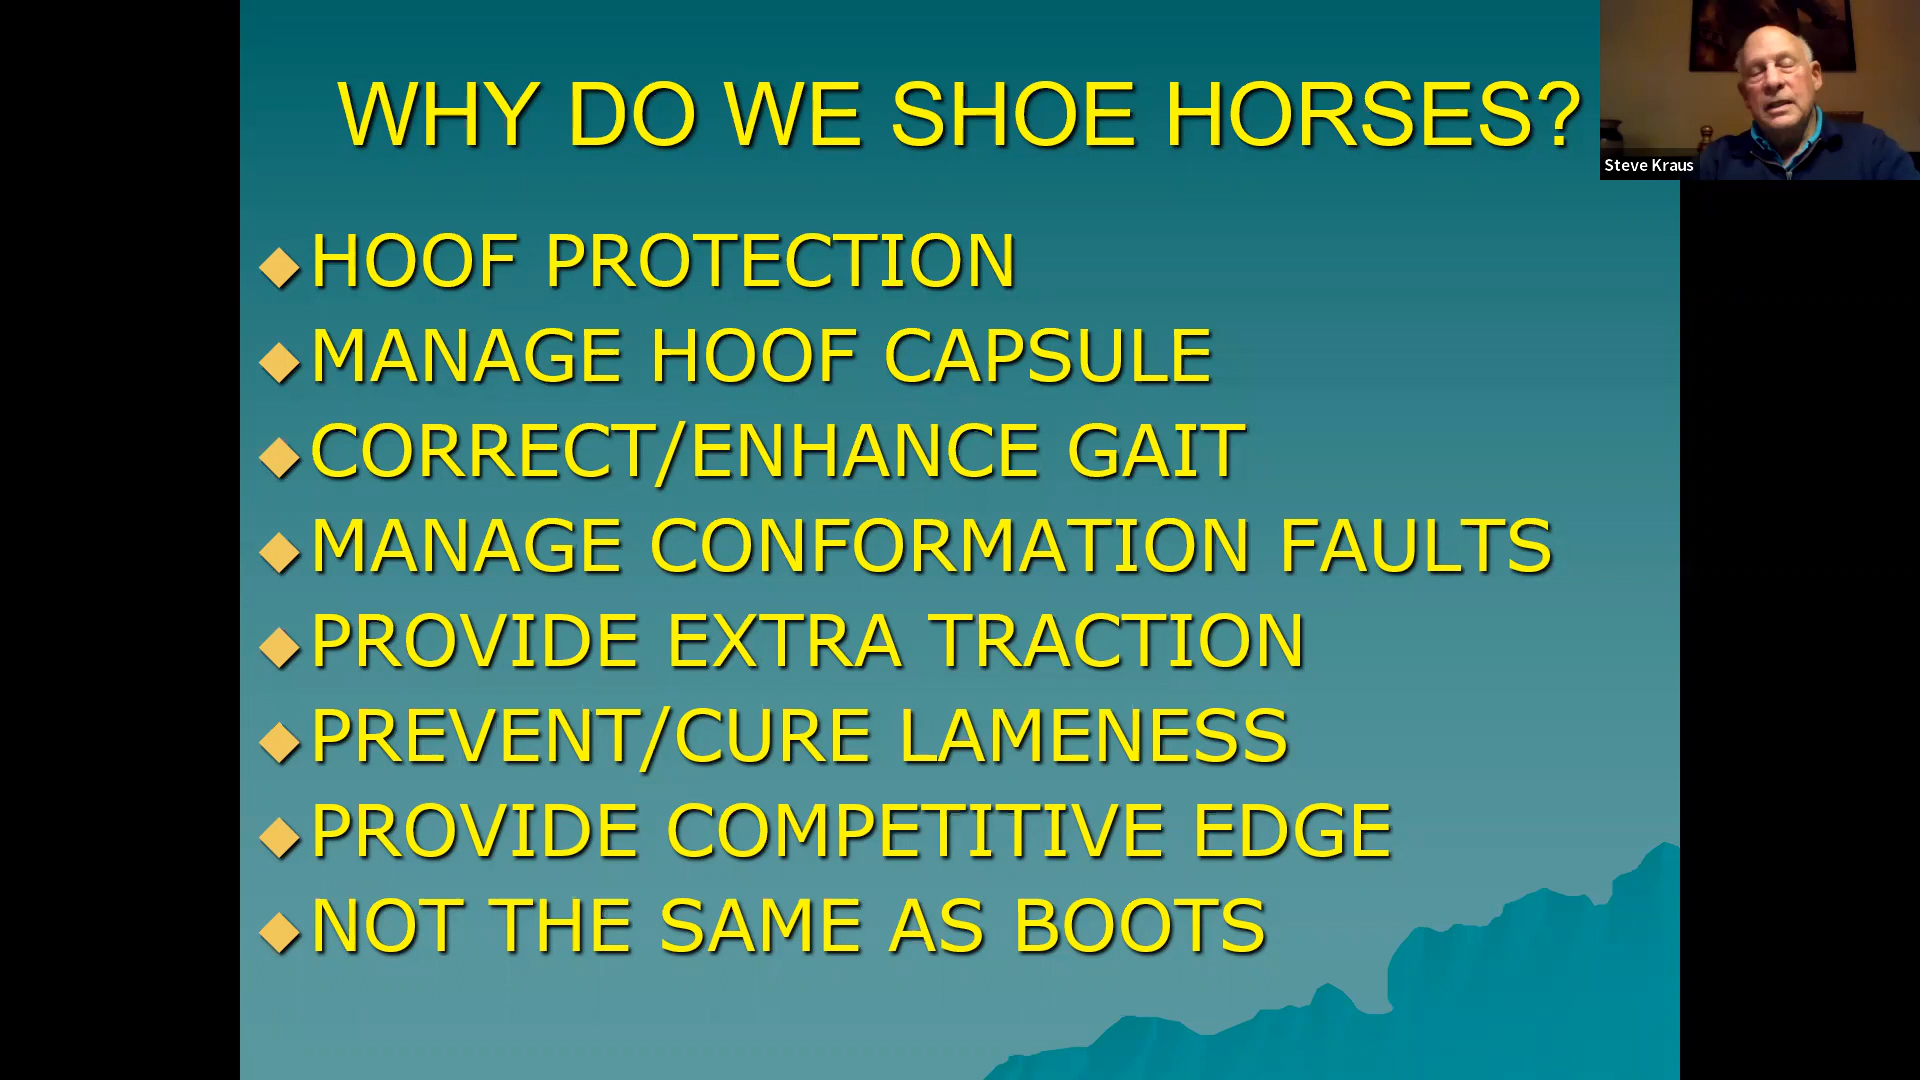 WHY DO WE SHOE HORSES?
Steve Kraus
HOOF PROTECTION
MANAGE HOOF CAPSULE
CORRECT/ENHANCE GAIT
MANAGE CONFORMATION FAULTS
PROVIDE EXTRA TRACTION
PREVENT/CURE LAMENESS
PROVIDE COMPETITIVE EDGE
NOT THE SAME AS BOOTS